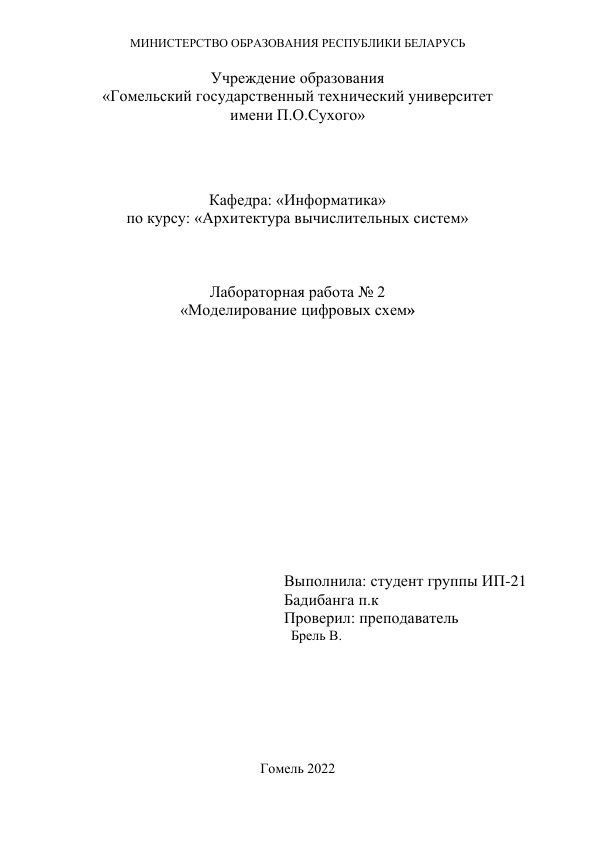 МИНИСТЕРСТВО ОБРАЗОВАНИЯ РЕСПУБЛИКИ БЕЛАРУСЬ
Учреждение образования
«Гомельский государственный технический университет
имени П.О.Сухого»
Кафедра: «Информатика»
по курсу: «Архитектура вычислительных систем»
Лабораторная работа № 2
«Моделирование цифровых схем»
Выполнила: студент группы ИП-21
Бадибанга п.к
Проверил: преподаватель
Брель В.
Гомель 2022